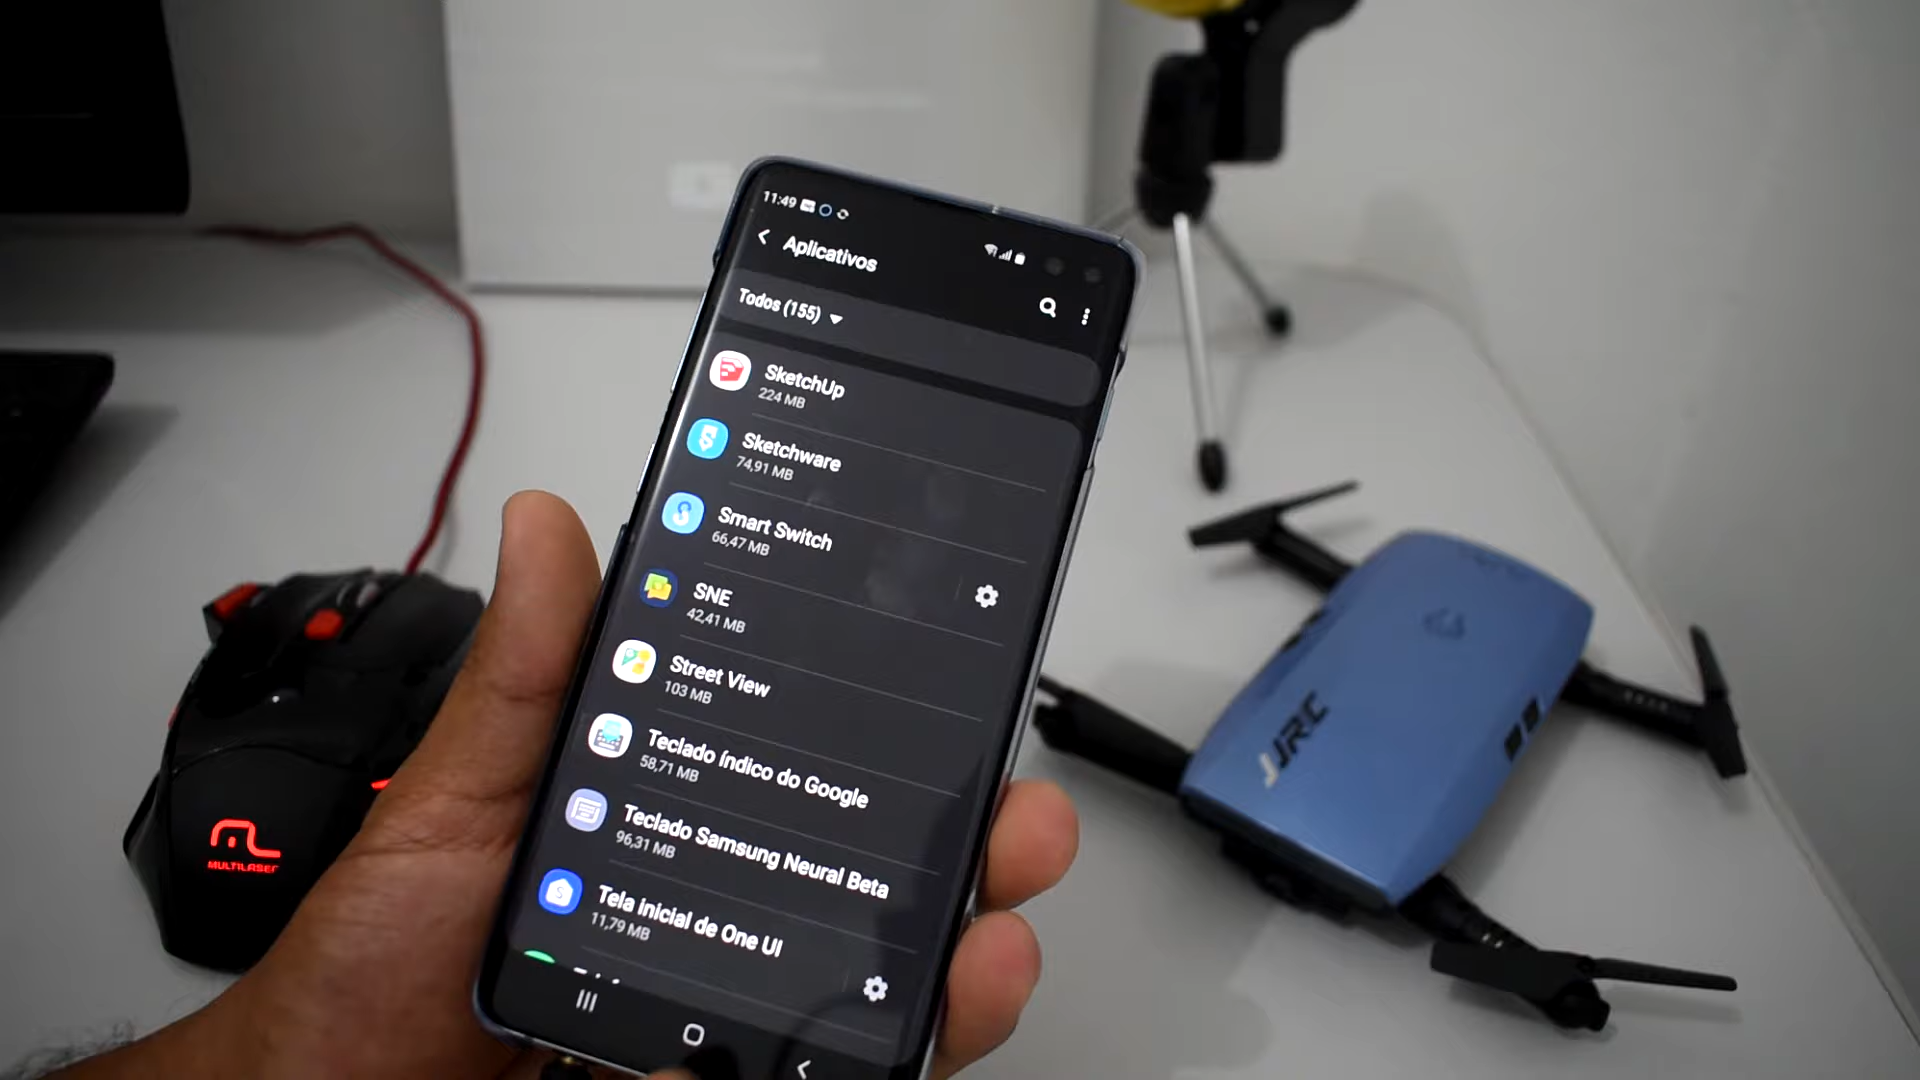 11:49
Aplicativos
Todos (155)
SketchUp
224 MB
Sketchware
74,91 MB
Smart Switch
66,47 MB
SNE
42,41 MB
Street View
103 MB
Teclado Índico do Google
58,71 MB
Teclado Samsung Neural Beta
96,31 MB
Tela inicial de One UI
11,79 MB
MULTILASER
JJRC